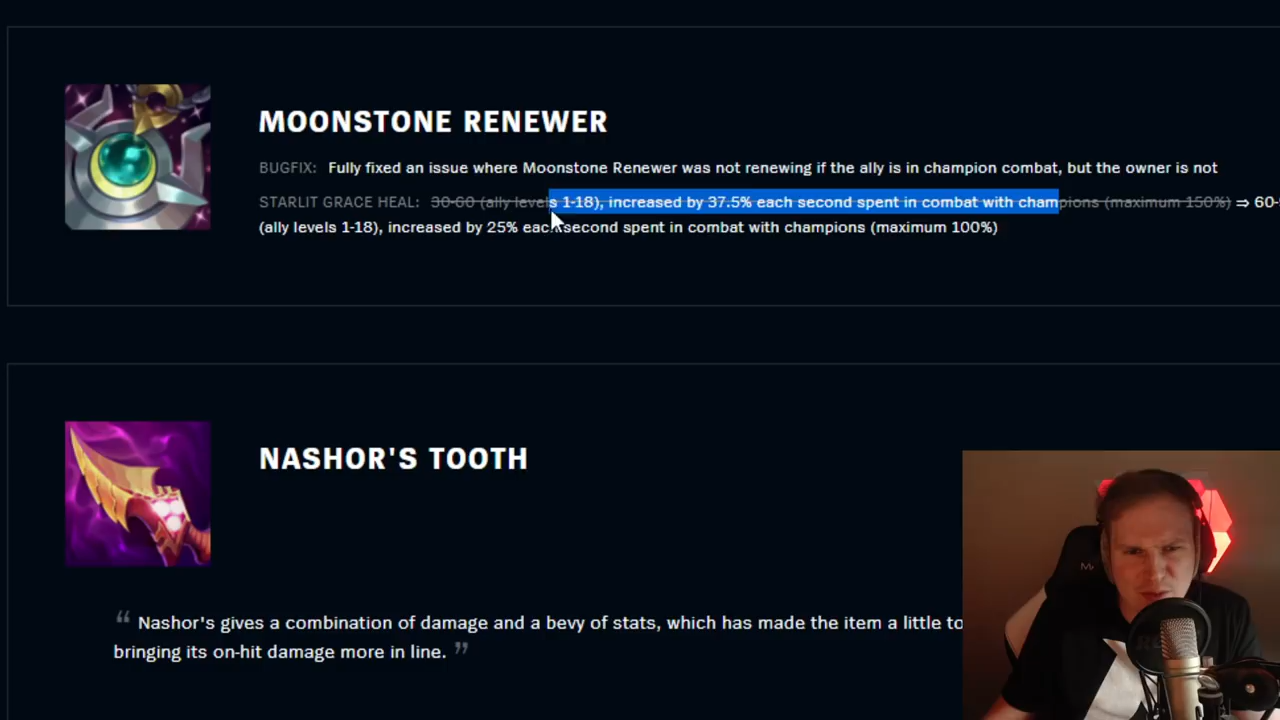 MOONSTONE RENEWER
BUGFIX: Fully fixed an issue where Moonstone Renewer was not renewing if the ally is in champion combat, but the owner is not
STARLIT GRACE HEAL: 30-60 (ally levels 1-18), increased by 37.5% each second spent in combat with champions (maximum 150%) ⇒ 60-
(ally levels 1-18), increased by 25% each second spent in combat with champions (maximum 100%)
NASHOR'S TOOTH
“ Nashor's gives a combination of damage and a bevy of stats, which has made the item a little
bringing its on-hit damage more in line. ”